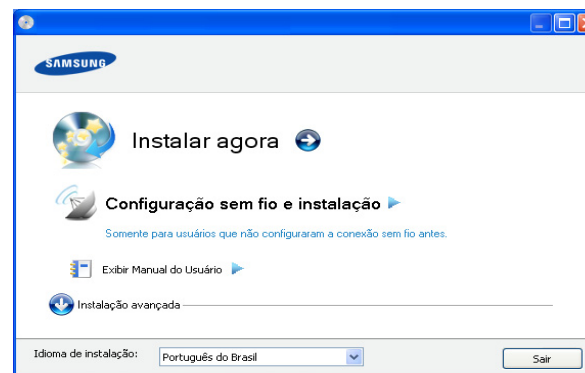 SAMSUNG
Instalar agora
Configuração sem fio e instalação
Somente para usuários que não configuraram a conexão sem fio antes.
Exibir Manual do Usuário
Instalação avançada
Idioma de instalação: Português do Brasil Sair